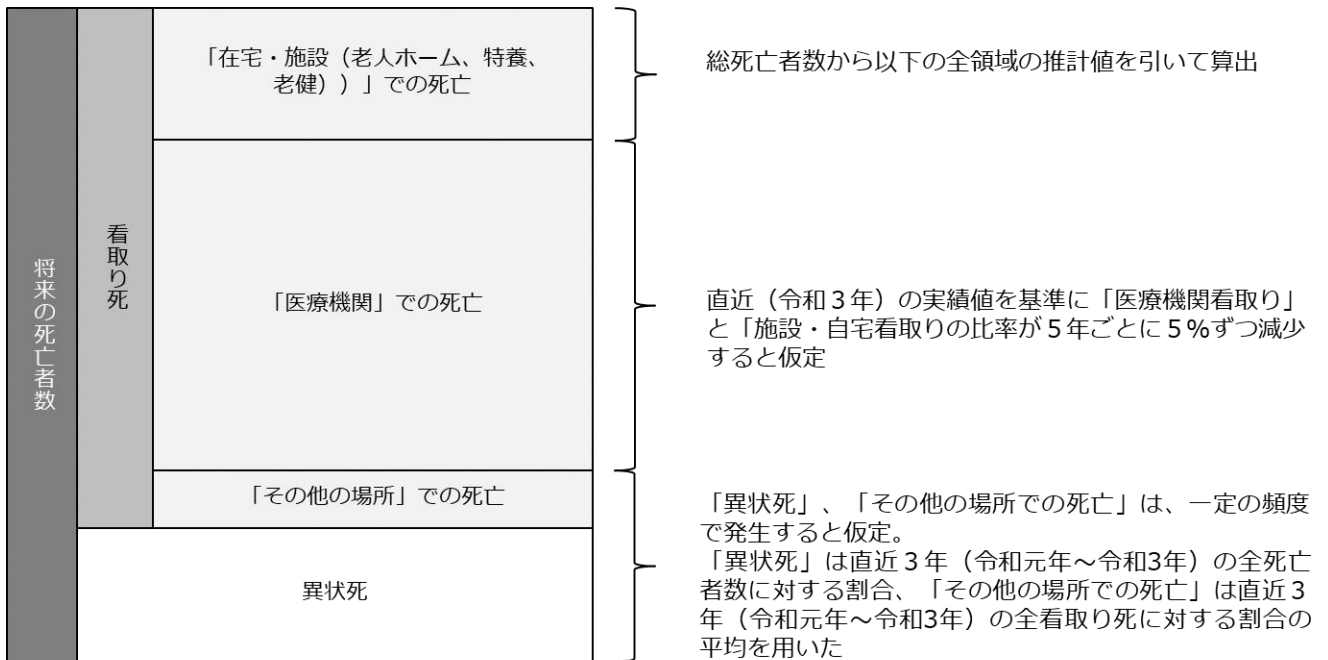 将来の死亡者数
看取り死
「在宅・施設（老人ホーム、特養、
老健））」での死亡
総死亡者数から以下の全領域の推計値を引いて算出
「医療機関」での死亡
直近（令和３年）の実績値を基準に「医療機関看取り」
と「施設・自宅看取りの比率が５年ごとに５%ずつ減少
すると仮定
「その他の場所」での死亡
異状死
「異状死」、「その他の場所での死亡」は、一定の頻度
で発生すると仮定。
「異状死」は直近３年（令和元年～令和3年）の全死亡
者数に対する割合、「その他の場所での死亡」は直近３
年（令和元年～令和3年）の全看取り死に対する割合の
平均を用いた